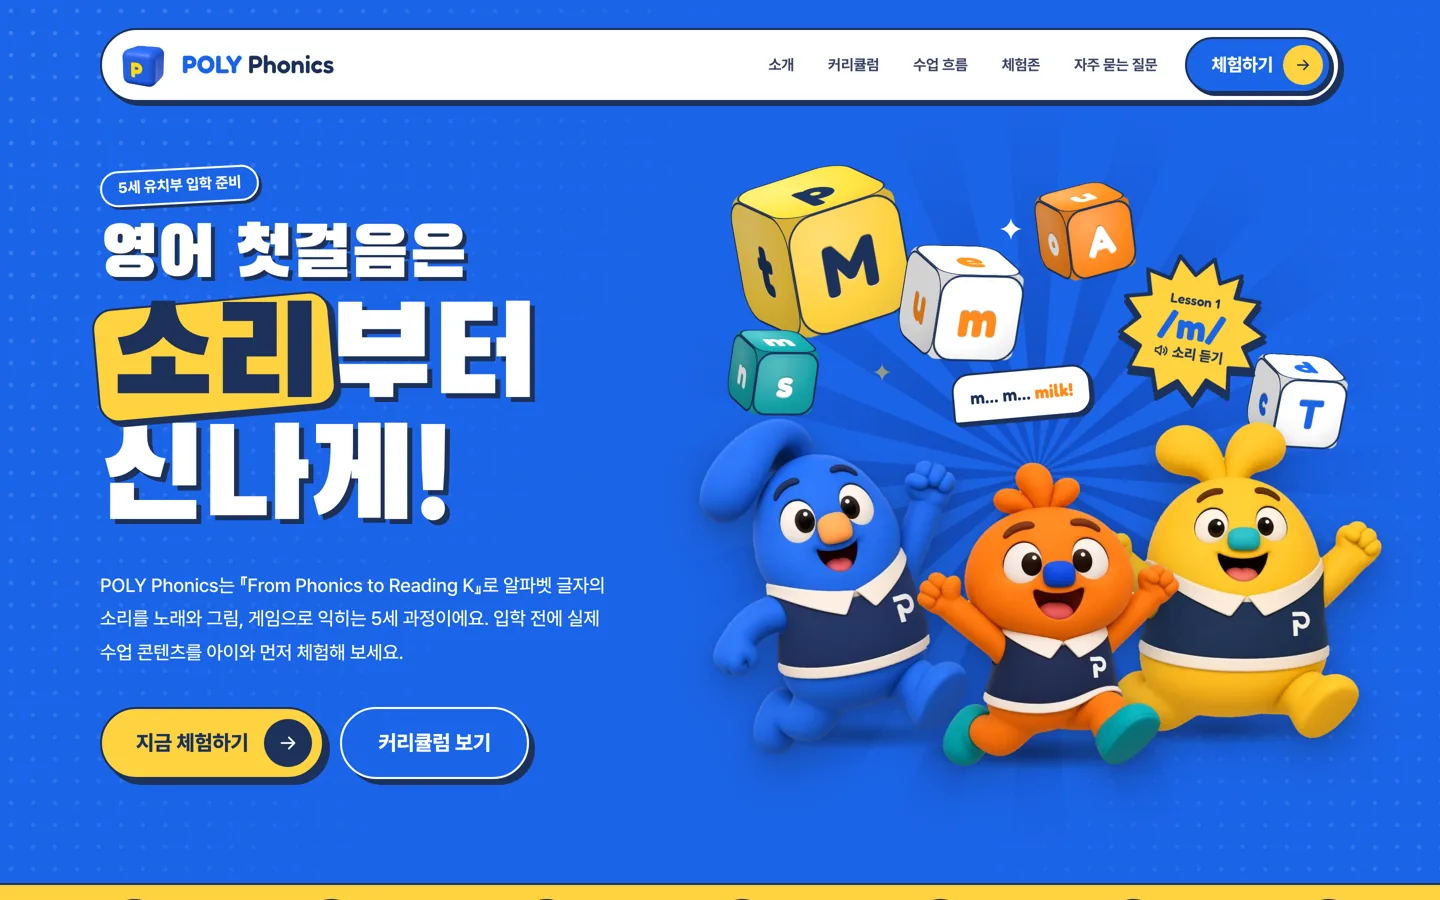 POLY Phonics
소개
커리큘럼
수업 흐름
체험존
자주 묻는 질문
체험하기
5세 유치부 입학 준비
영어 첫걸음은
소리부터
신나게!
POLY Phonics는 『From Phonics to Reading K』로 알파벳 글자의
소리를 노래와 그림, 게임으로 익히는 5세 과정이에요. 입학 전에 실제
수업 콘텐츠를 아이와 먼저 체험해 보세요.
지금 체험하기
커리큘럼 보기
P
t M
e
u m
u
o A
m
n s
Lesson 1
/m/
소리 듣기
m... m... milk!
d
c T
P
P
P